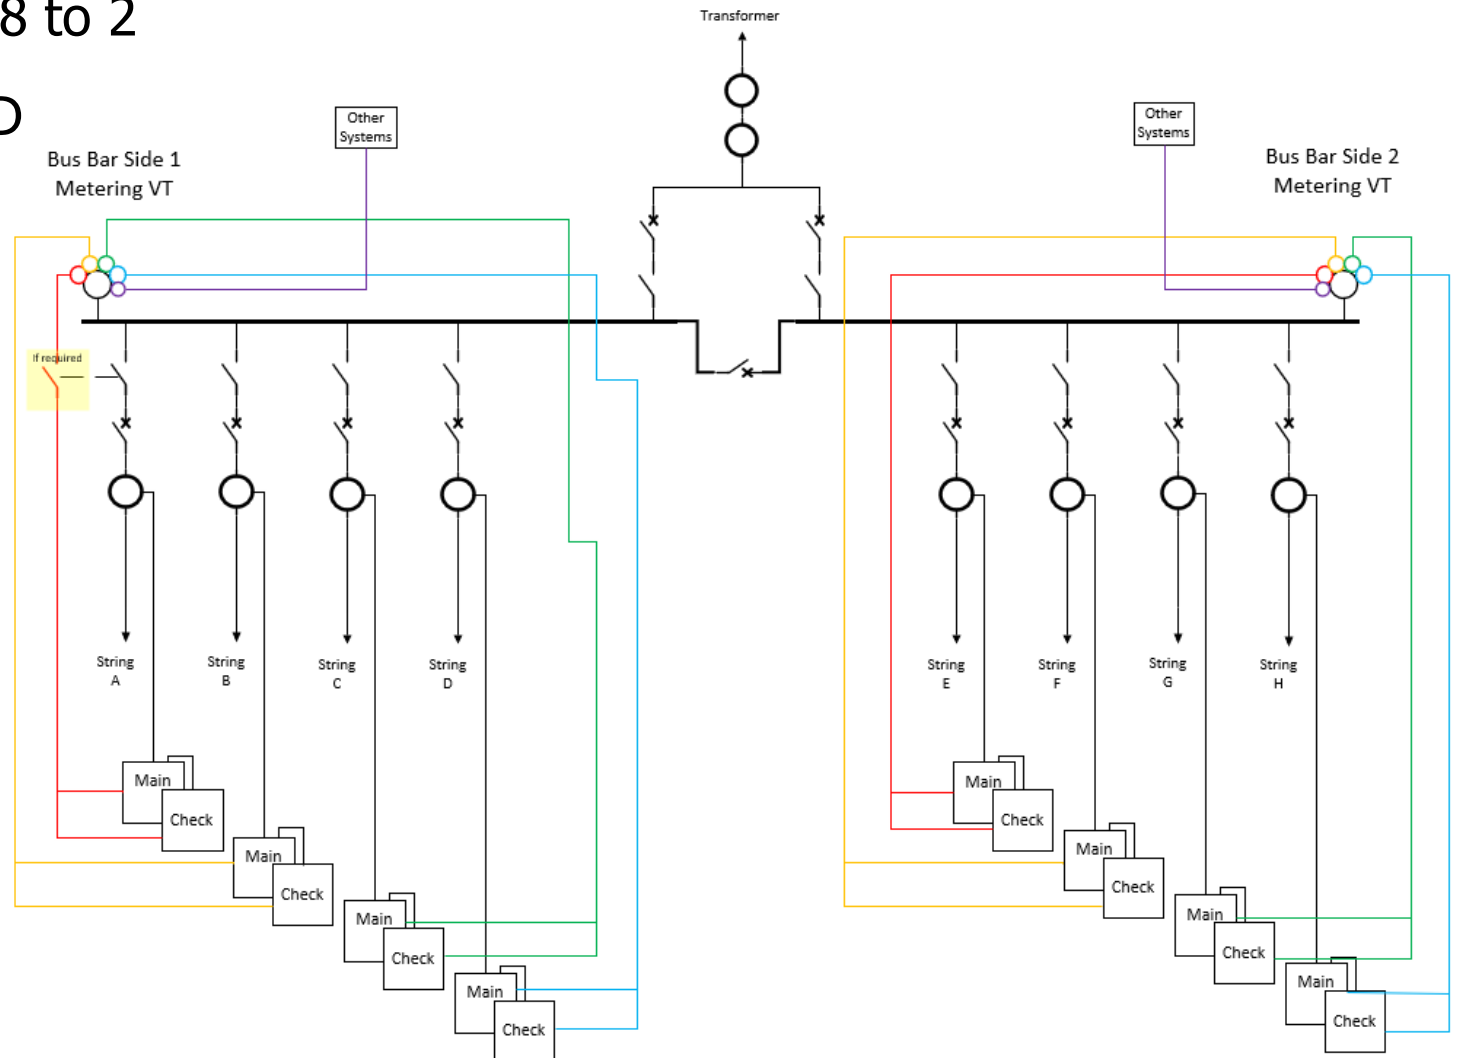 8 to 2
D
Transformer
Other
Systems
Other
Systems
Bus Bar Side 1
Metering VT
Bus Bar Side 2
Metering VT
If required
String
A
String
B
String
C
String
D
String
E
String
F
String
G
String
H
Main
Check
Main
Check
Main
Check
Main
Check
Main
Check
Main
Check
Main
Check
Main
Check